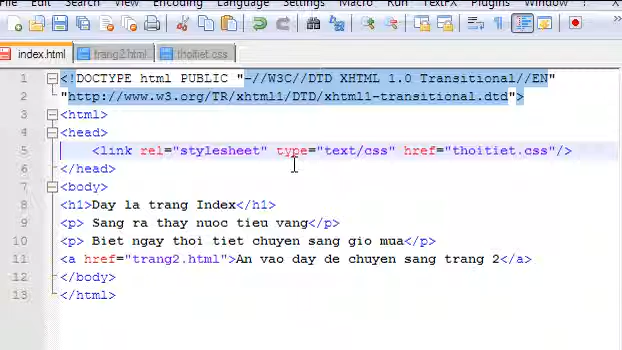 Edit Search View Encoding Language Settings Macro Run TextFX Plugins Window ? X
index.html trang2.html thoitiet.css
1 <!DOCTYPE html PUBLIC "-//W3C//DTD XHTML 1.0 Transitional//EN"
2 "http://www.w3.org/TR/xhtml1/DTD/xhtml1-transitional.dtd">
3 <html>
4 <head>
5 <link rel="stylesheet" type="text/css" href="thoitiet.css"/>
6 </head>
7 <body>
8 <h1>Day la trang Index</h1>
9 <p> Sang ra thay nuoc tieu vang</p>
10 <p> Biet ngay thoi tiet chuyen sang gio mua</p>
11 <a href="trang2.html">An vao day de chuyen sang trang 2</a>
12 </body>
13 </html>